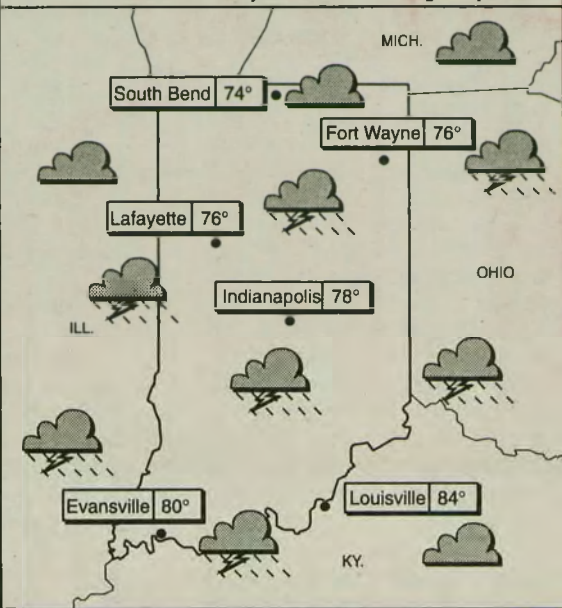 MICH.
South Bend 74°
Fort Wayne 76°
Lafayette 76°
OHIO
Indianapolis 78°
ILL.
Evansville 80°
Louisville 84°
KY.